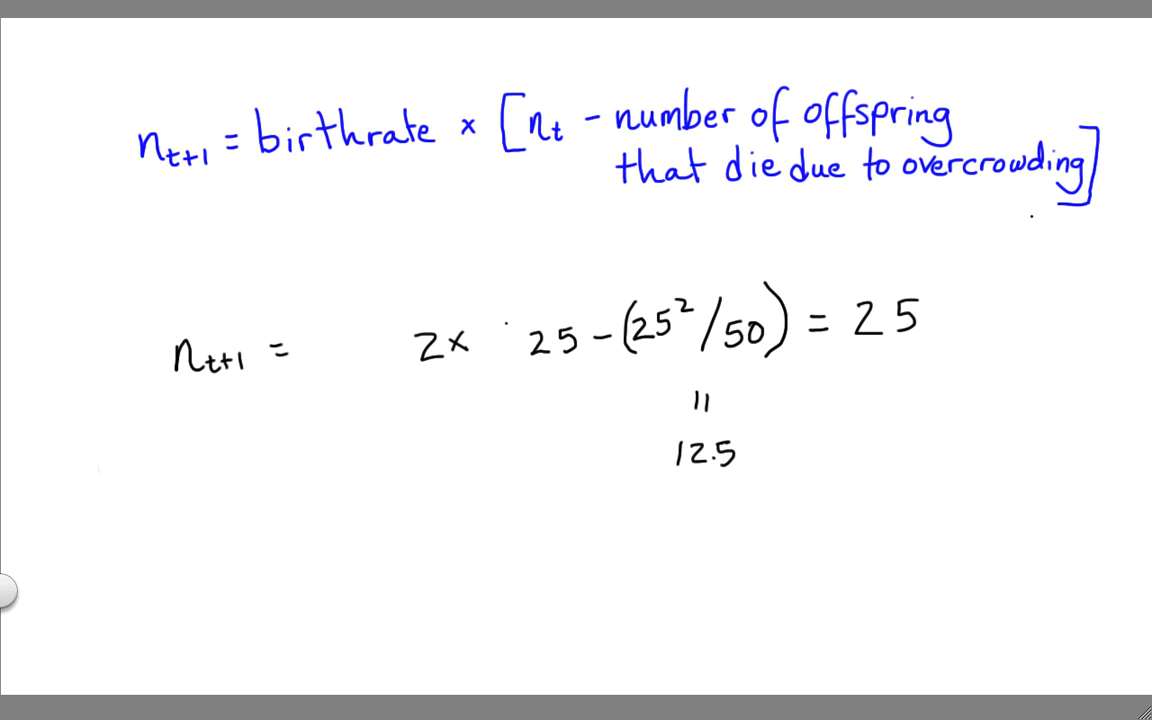 n_{t+1} = birthrate × [n_t - number of offspring
that die due to overcrowding]
n_{t+1} = 2 × 25 - (25²/50) = 25
||
12.5